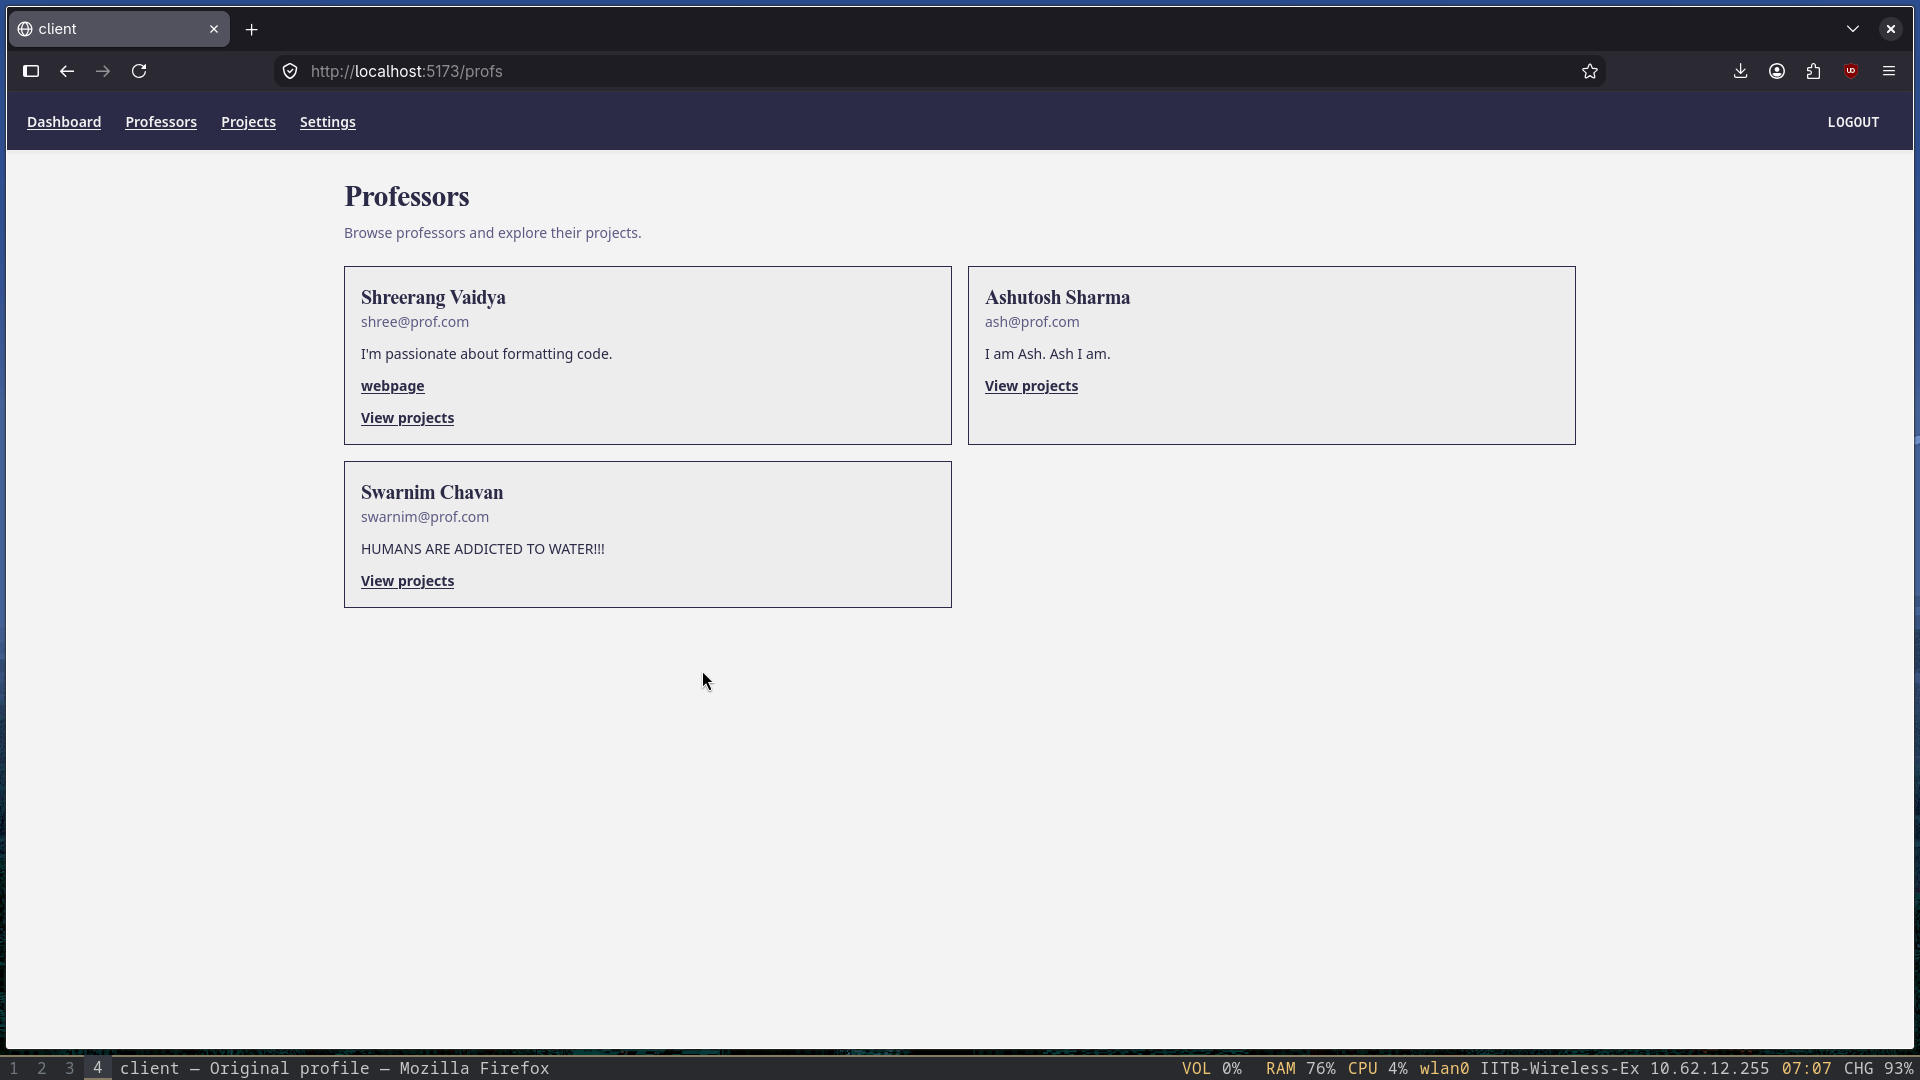 client
http://localhost:5173/profs
Dashboard Professors Projects Settings LOGOUT
Professors
Browse professors and explore their projects.
Shreerang Vaidya
shree@prof.com
I'm passionate about formatting code.
webpage
View projects
Ashutosh Sharma
ash@prof.com
I am Ash. Ash I am.
View projects
Swarnim Chavan
swarnim@prof.com
HUMANS ARE ADDICTED TO WATER!!!
View projects
1 2 3 4 client — Original profile — Mozilla Firefox VOL 0% RAM 76% CPU 4% wlan0 IITB-Wireless-Ex 10.62.12.255 07:07 CHG 93%